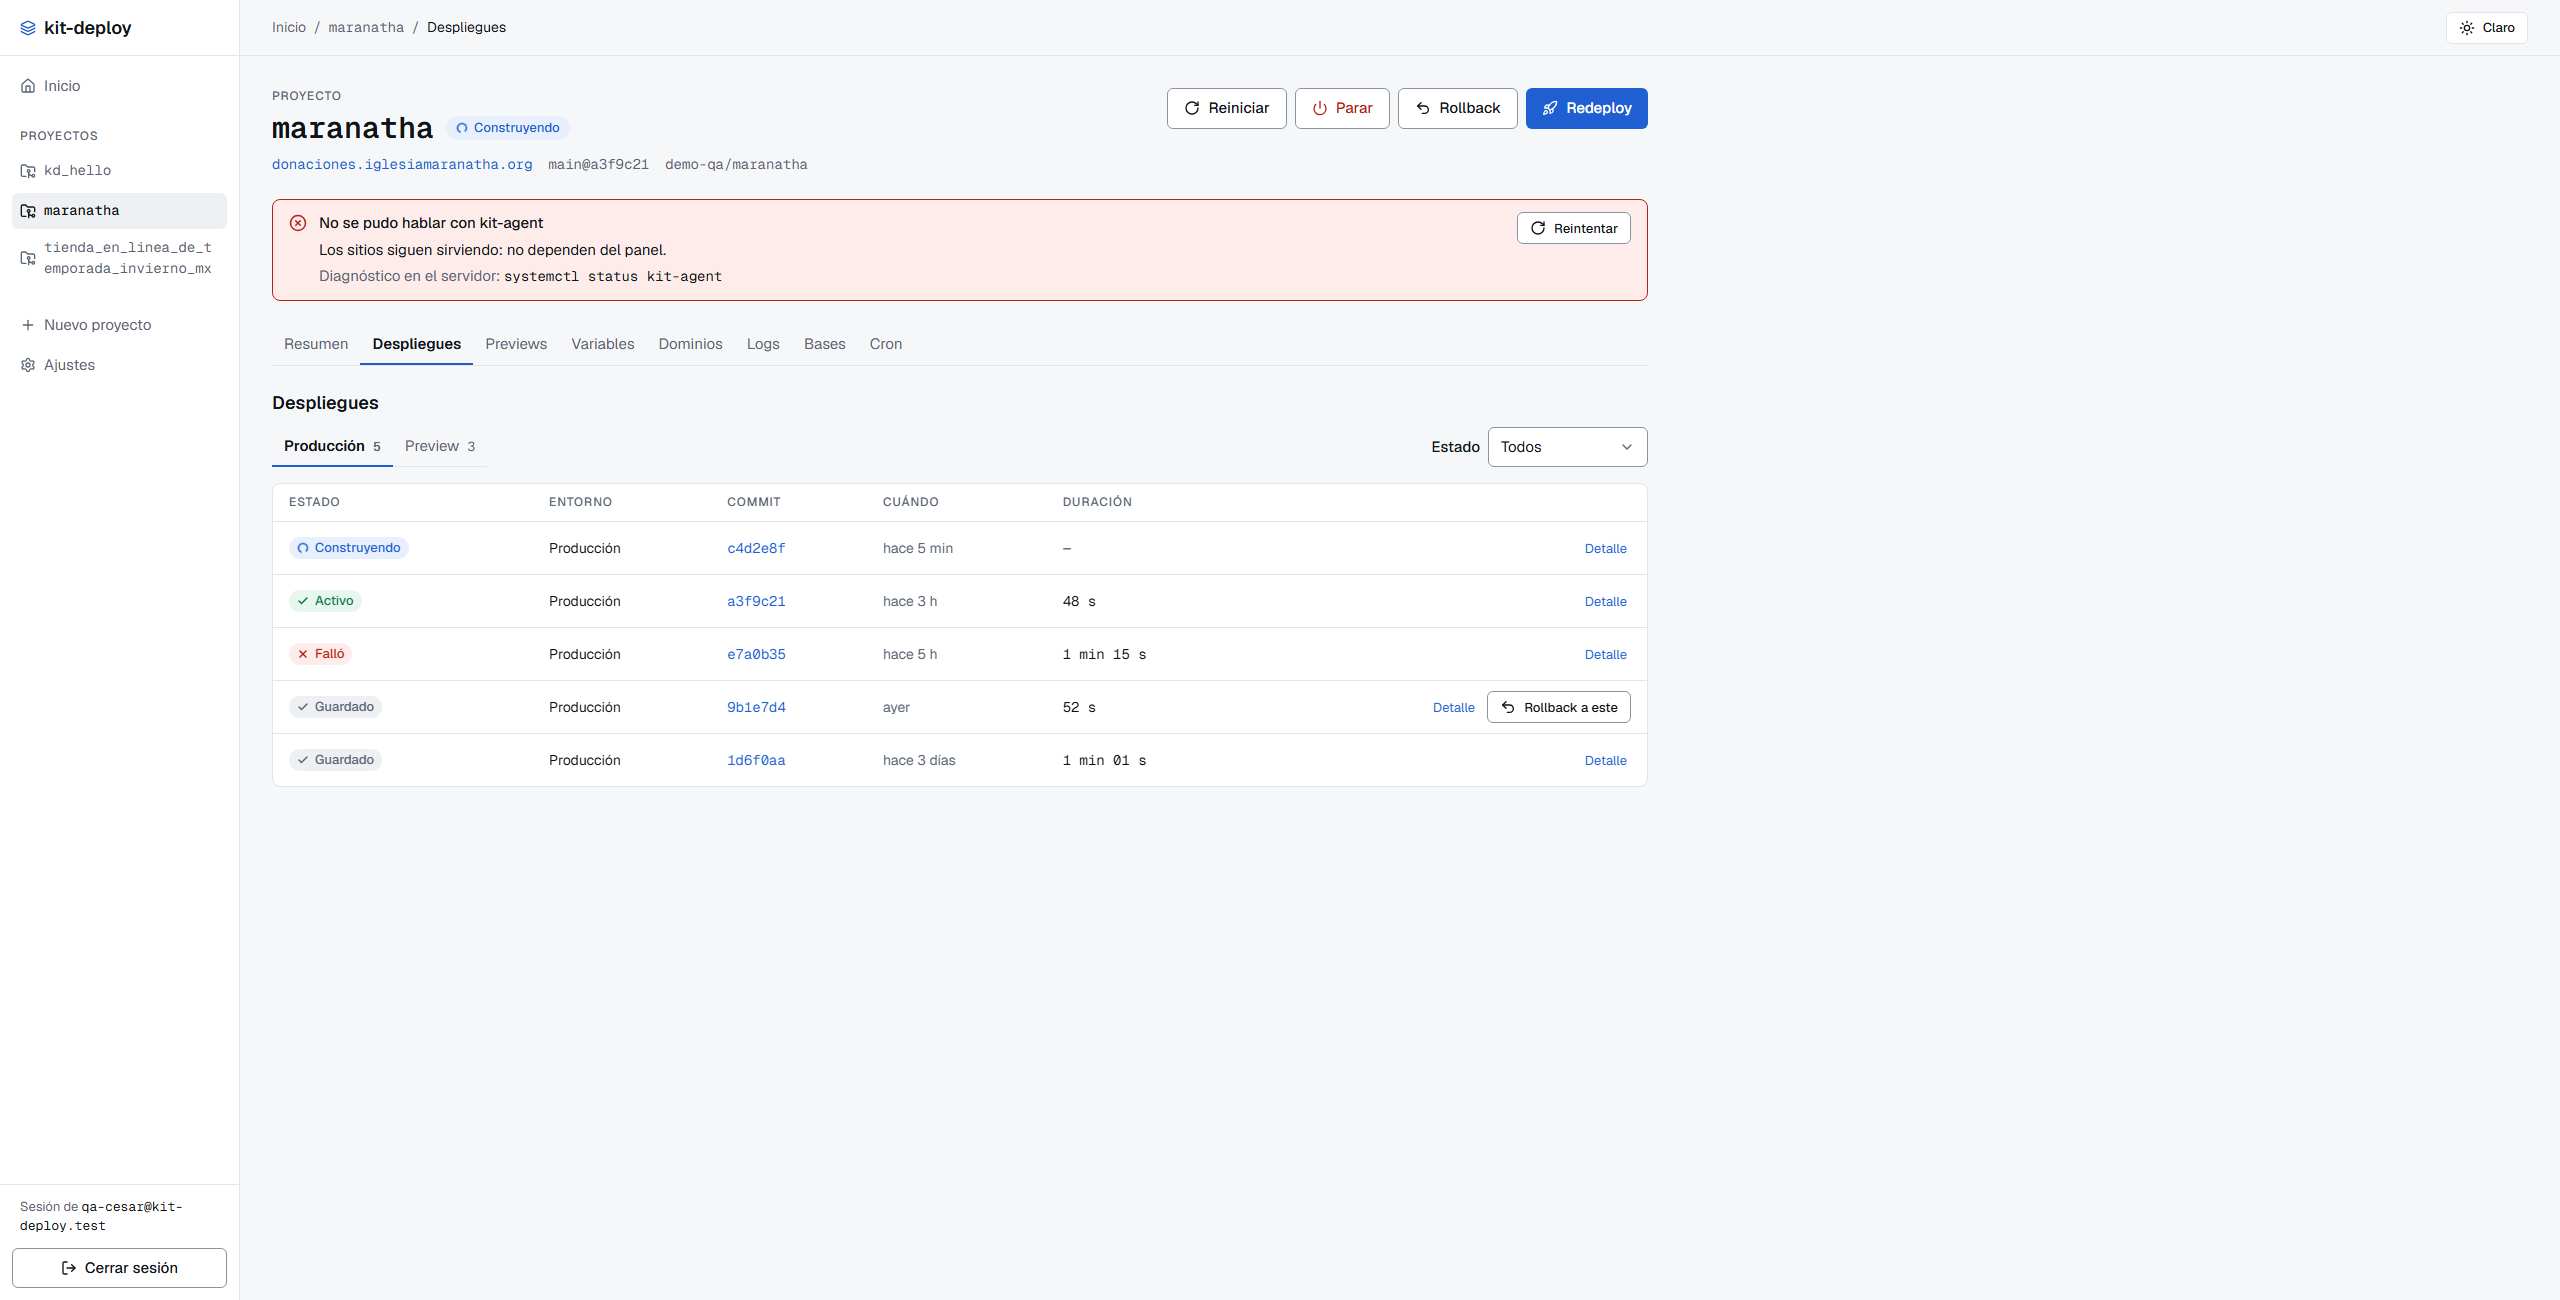 kit-deploy
Inicio
PROYECTOS
kd_hello
maranatha
tienda_en_linea_de_t
emporada_invierno_mx
Nuevo proyecto
Ajustes
Sesión de qa-cesar@kit-
deploy.test
Cerrar sesión
Inicio / maranatha / Despliegues
Claro
PROYECTO
maranatha Construyendo
Reiniciar Parar Rollback Redeploy
donaciones.iglesiamaranatha.org main@a3f9c21 demo-qa/maranatha
No se pudo hablar con kit-agent
Reintentar
Los sitios siguen sirviendo: no dependen del panel.
Diagnóstico en el servidor: systemctl status kit-agent
Resumen Despliegues Previews Variables Dominios Logs Bases Cron
Despliegues
Producción 5 Preview 3
Estado Todos
ESTADO ENTORNO COMMIT CUÁNDO DURACIÓN
Construyendo Producción c4d2e8f hace 5 min — Detalle
Activo Producción a3f9c21 hace 3 h 48 s Detalle
Falló Producción e7a0b35 hace 5 h 1 min 15 s Detalle
Guardado Producción 9b1e7d4 ayer 52 s Detalle Rollback a este
Guardado Producción 1d6f0aa hace 3 días 1 min 01 s Detalle